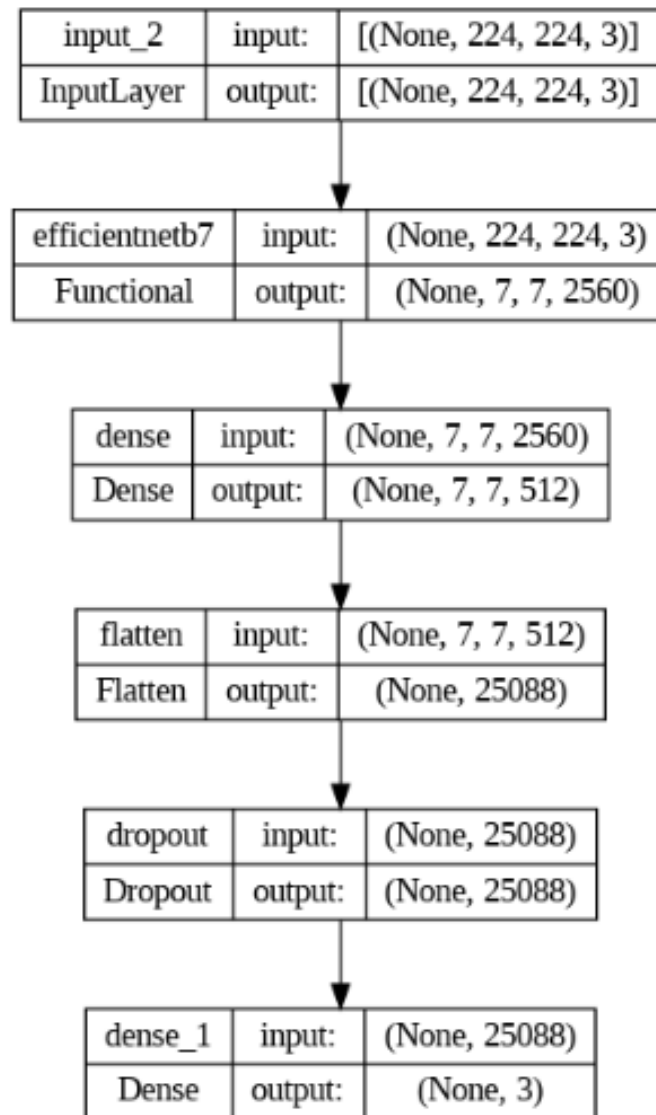 input_2 input: [(None, 224, 224, 3)]
InputLayer output: [(None, 224, 224, 3)]
efficientnetb7 input: (None, 224, 224, 3)
Functional output: (None, 7, 7, 2560)
dense input: (None, 7, 7, 2560)
Dense output: (None, 7, 7, 512)
flatten input: (None, 7, 7, 512)
Flatten output: (None, 25088)
dropout input: (None, 25088)
Dropout output: (None, 25088)
dense_1 input: (None, 25088)
Dense output: (None, 3)